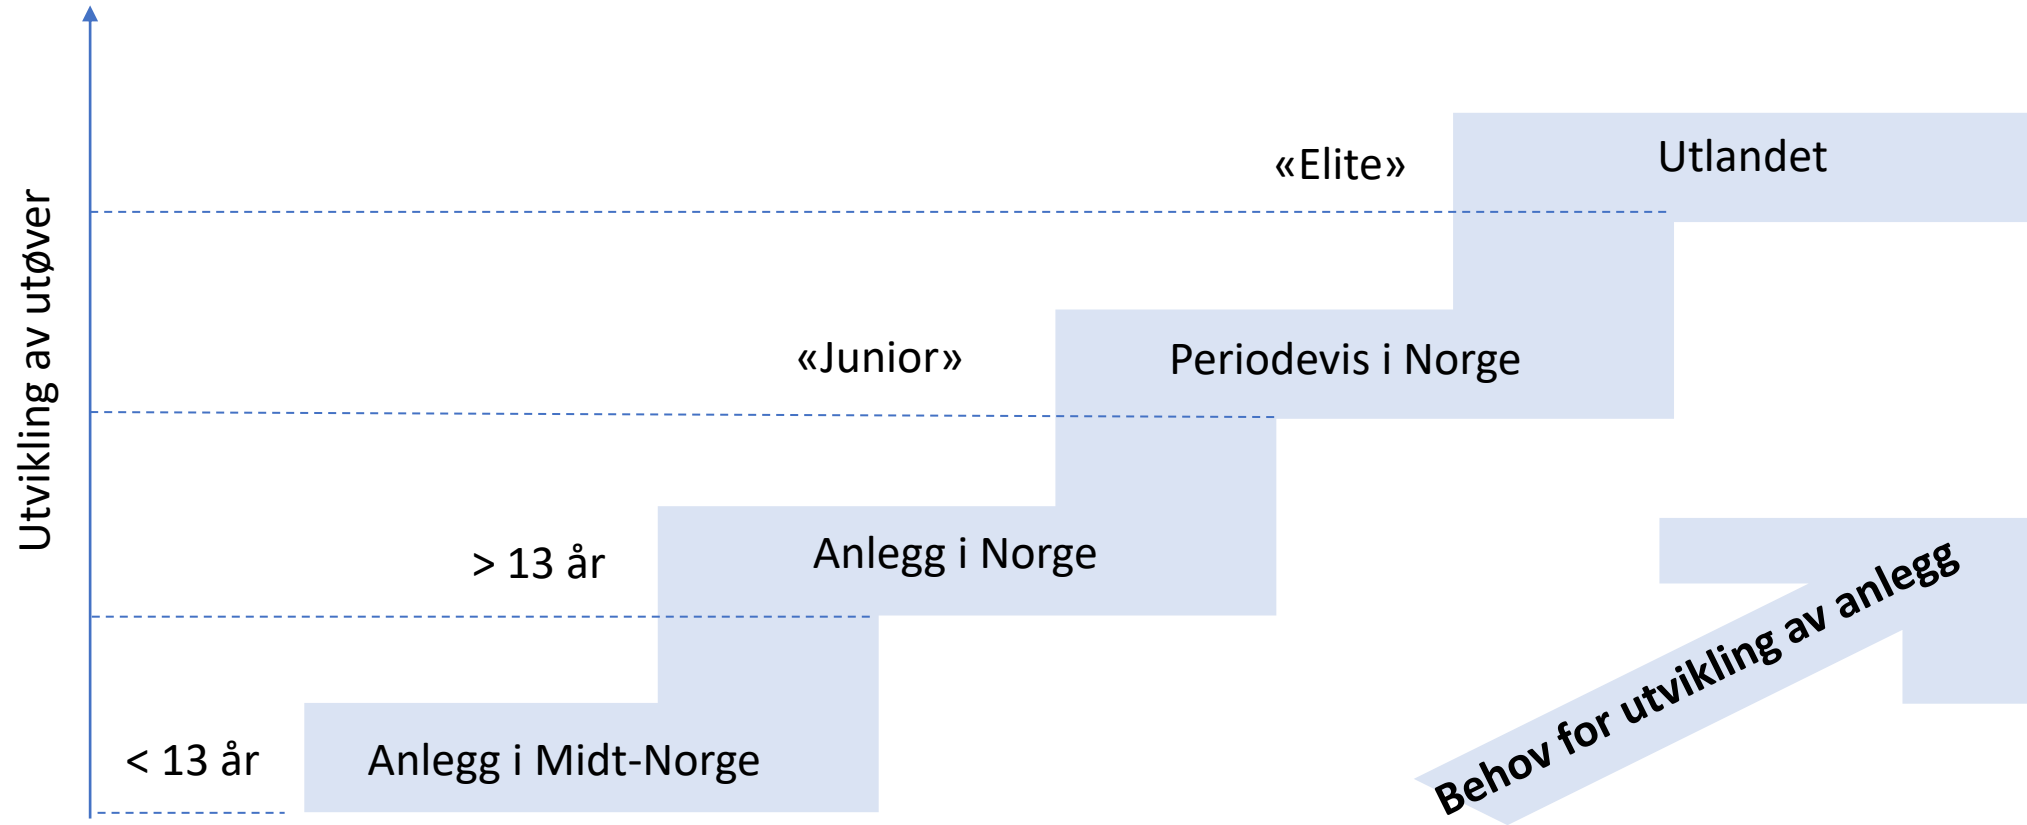 Utvikling av utøver
«Elite»
Utlandet
«Junior»
Periodevis i Norge
> 13 år
Anlegg i Norge
< 13 år
Anlegg i Midt-Norge
Behov for utvikling av anlegg